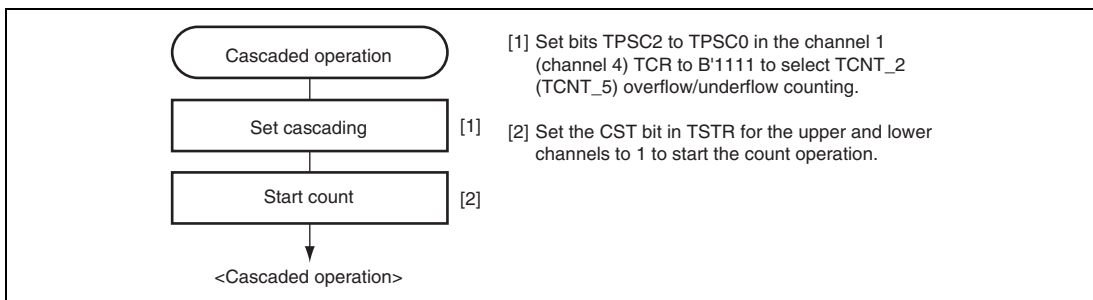 Cascaded operation
Set cascading
[1]
Start count
[2]
<Cascaded operation>
[1] Set bits TPSC2 to TPSC0 in the channel 1
(channel 4) TCR to B'1111 to select TCNT_2
(TCNT_5) overflow/underflow counting.
[2] Set the CST bit in TSTR for the upper and lower
channels to 1 to start the count operation.